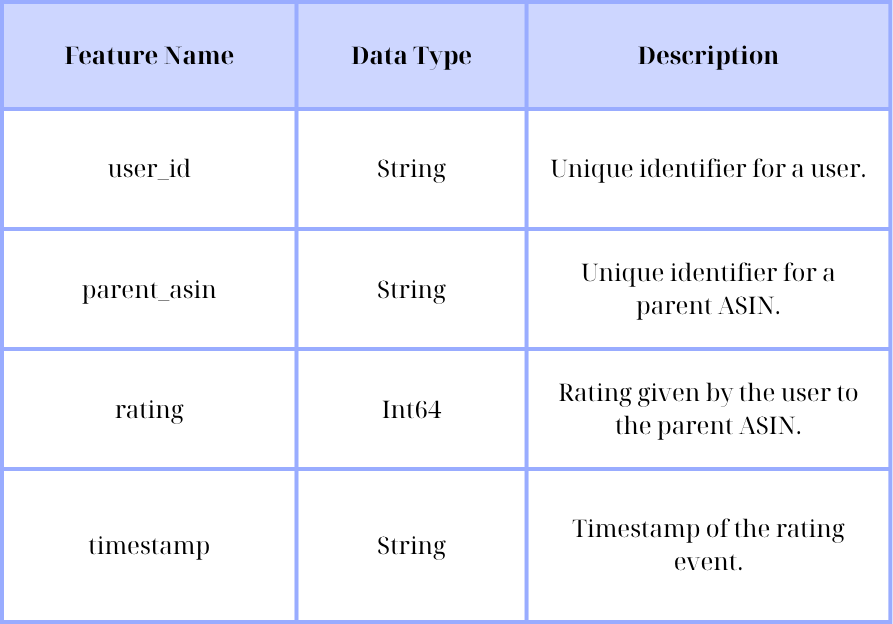 Feature Name Data Type Description
user_id String Unique identifier for a user.
parent_asin String Unique identifier for a
parent ASIN.
rating Int64 Rating given by the user to
the parent ASIN.
timestamp String Timestamp of the rating
event.